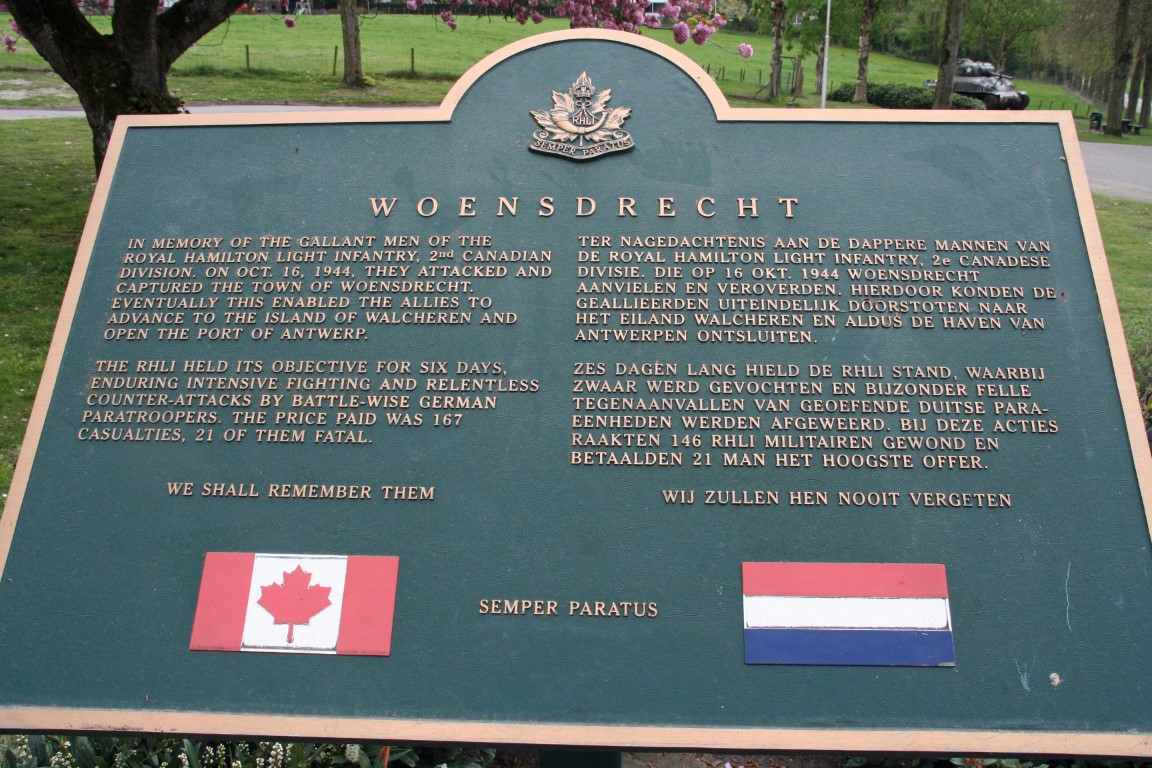 RHLI
SEMPER PARATUS
WOENSDRECHT
IN MEMORY OF THE GALLANT MEN OF THE
ROYAL HAMILTON LIGHT INFANTRY, 2nd CANADIAN
DIVISION. ON OCT. 16, 1944, THEY ATTACKED AND
CAPTURED THE TOWN OF WOENSDRECHT.
EVENTUALLY THIS ENABLED THE ALLIES TO
ADVANCE TO THE ISLAND OF WALCHEREN AND
OPEN THE PORT OF ANTWERP.
THE RHLI HELD ITS OBJECTIVE FOR SIX DAYS,
ENDURING INTENSIVE FIGHTING AND RELENTLESS
COUNTER-ATTACKS BY BATTLE-WISE GERMAN
PARATROOPERS. THE PRICE PAID WAS 167
CASUALTIES, 21 OF THEM FATAL.
WE SHALL REMEMBER THEM
TER NAGEDACHTENIS AAN DE DAPPERE MANNEN VAN
DE ROYAL HAMILTON LIGHT INFANTRY, 2e CANADESE
DIVISIE. DIE OP 16 OKT. 1944 WOENSDRECHT
AANVIELEN EN VEROVERDEN. HIERDOOR KONDEN DE
GEALLIEERDEN UITEINDELIJK DOORSTOTEN NAAR
HET EILAND WALCHEREN EN ALDUS DE HAVEN VAN
ANTWERPEN ONTSLUITEN.
ZES DAGEN LANG HIELD DE RHLI STAND, WAARBIJ
ZWAAR WERD GEVOCHTEN EN BIJZONDER FELLE
TEGENAANVALLEN VAN GEOEFENDE DUITSE PARA-
EENHEDEN WERDEN AFGEWEERD. BIJ DEZE ACTIES
RAAKTEN 146 RHLI MILITAIREN GEWOND EN
BETAALDEN 21 MAN HET HOOGSTE OFFER.
WIJ ZULLEN HEN NOOIT VERGETEN
SEMPER PARATUS